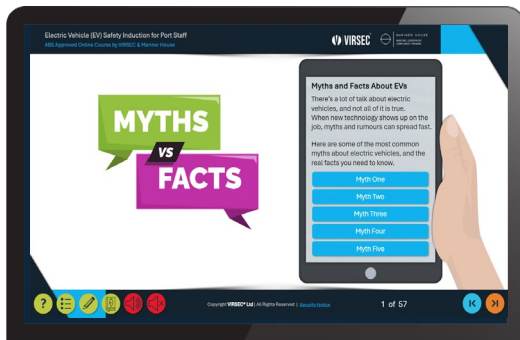 Electric Vehicle (EV) Safety Induction for Port Staff
ABS Approved Online Course by VIRSEC & Mariner House
VIRSEC
MARINER HOUSE
MYTHS
VS
FACTS
Myths and Facts About EVs
There's a lot of talk about electric
vehicles, and not all of it is true.
When new technology shows up on the
job, myths and rumours can spread fast.
Here are some of the most common
myths about electric vehicles, and the
real facts you need to know.
Myth One
Myth Two
Myth Three
Myth Four
Myth Five
?
Copyright VIRSEC® Ltd | All Rights Reserved | Security Notice
1 of 57